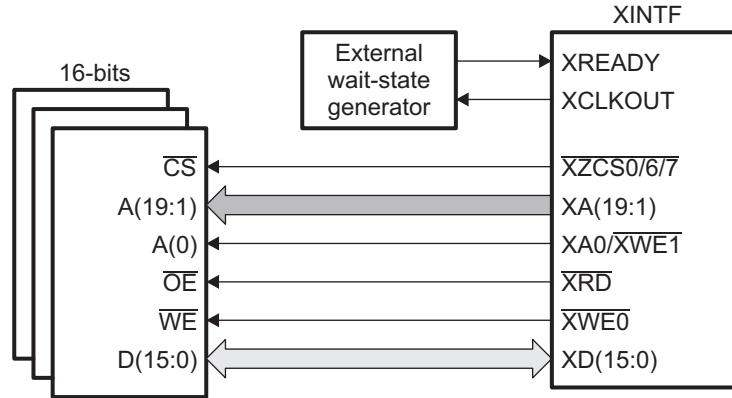 XINTF
External
wait-state
generator
XREADY
XCLKOUT
16-bits
CS
XZCS0/6/7
A(19:1)
XA(19:1)
A(0)
XA0/XWE1
OE
XRD
WE
XWE0
D(15:0)
XD(15:0)